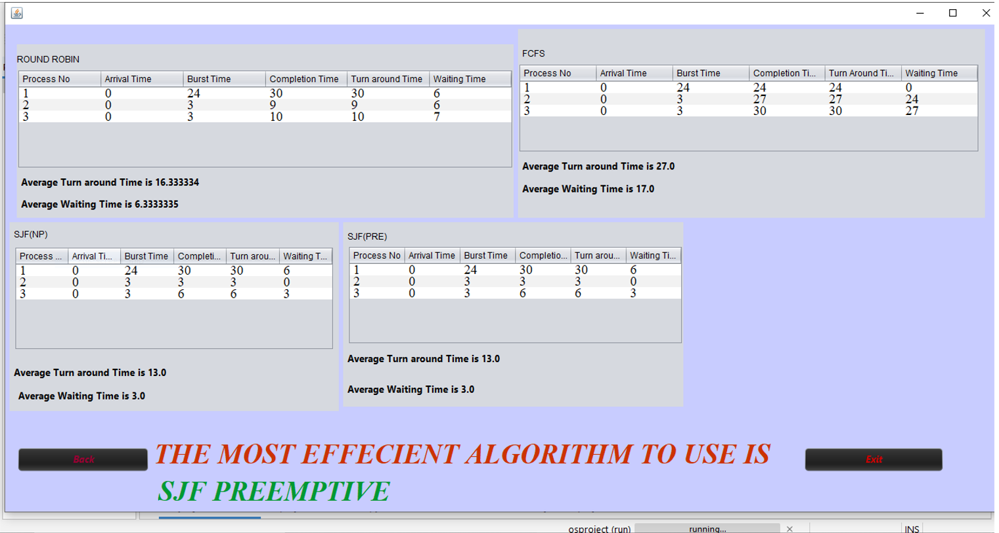 ROUND ROBIN
Process No Arrival Time Burst Time Completion Time Turn around Time Waiting Time
1 0 24 30 30 6
2 0 3 9 9 6
3 0 3 10 10 7
Average Turn around Time is 16.333334
Average Waiting Time is 6.3333335
FCFS
Process No Arrival Time Burst Time Completion Ti... Turn Around Ti... Waiting Time
1 0 24 24 24 0
2 0 3 27 27 24
3 0 3 30 30 27
Average Turn around Time is 27.0
Average Waiting Time is 17.0
SJF(NP)
Process ... Arrival Ti... Burst Time Completi... Turn arou... Waiting T...
1 0 24 30 30 6
2 0 3 3 3 0
3 0 3 6 6 3
Average Turn around Time is 13.0
Average Waiting Time is 3.0
SJF(PRE)
Process No Arrival Time Burst Time Completio... Turn arou... Waiting Ti...
1 0 24 30 30 6
2 0 3 3 3 0
3 0 3 6 6 3
Average Turn around Time is 13.0
Average Waiting Time is 3.0
Back
THE MOST EFFECIENT ALGORITHM TO USE IS
SJF PREEMPTIVE
Exit
osproject (run) running... INS